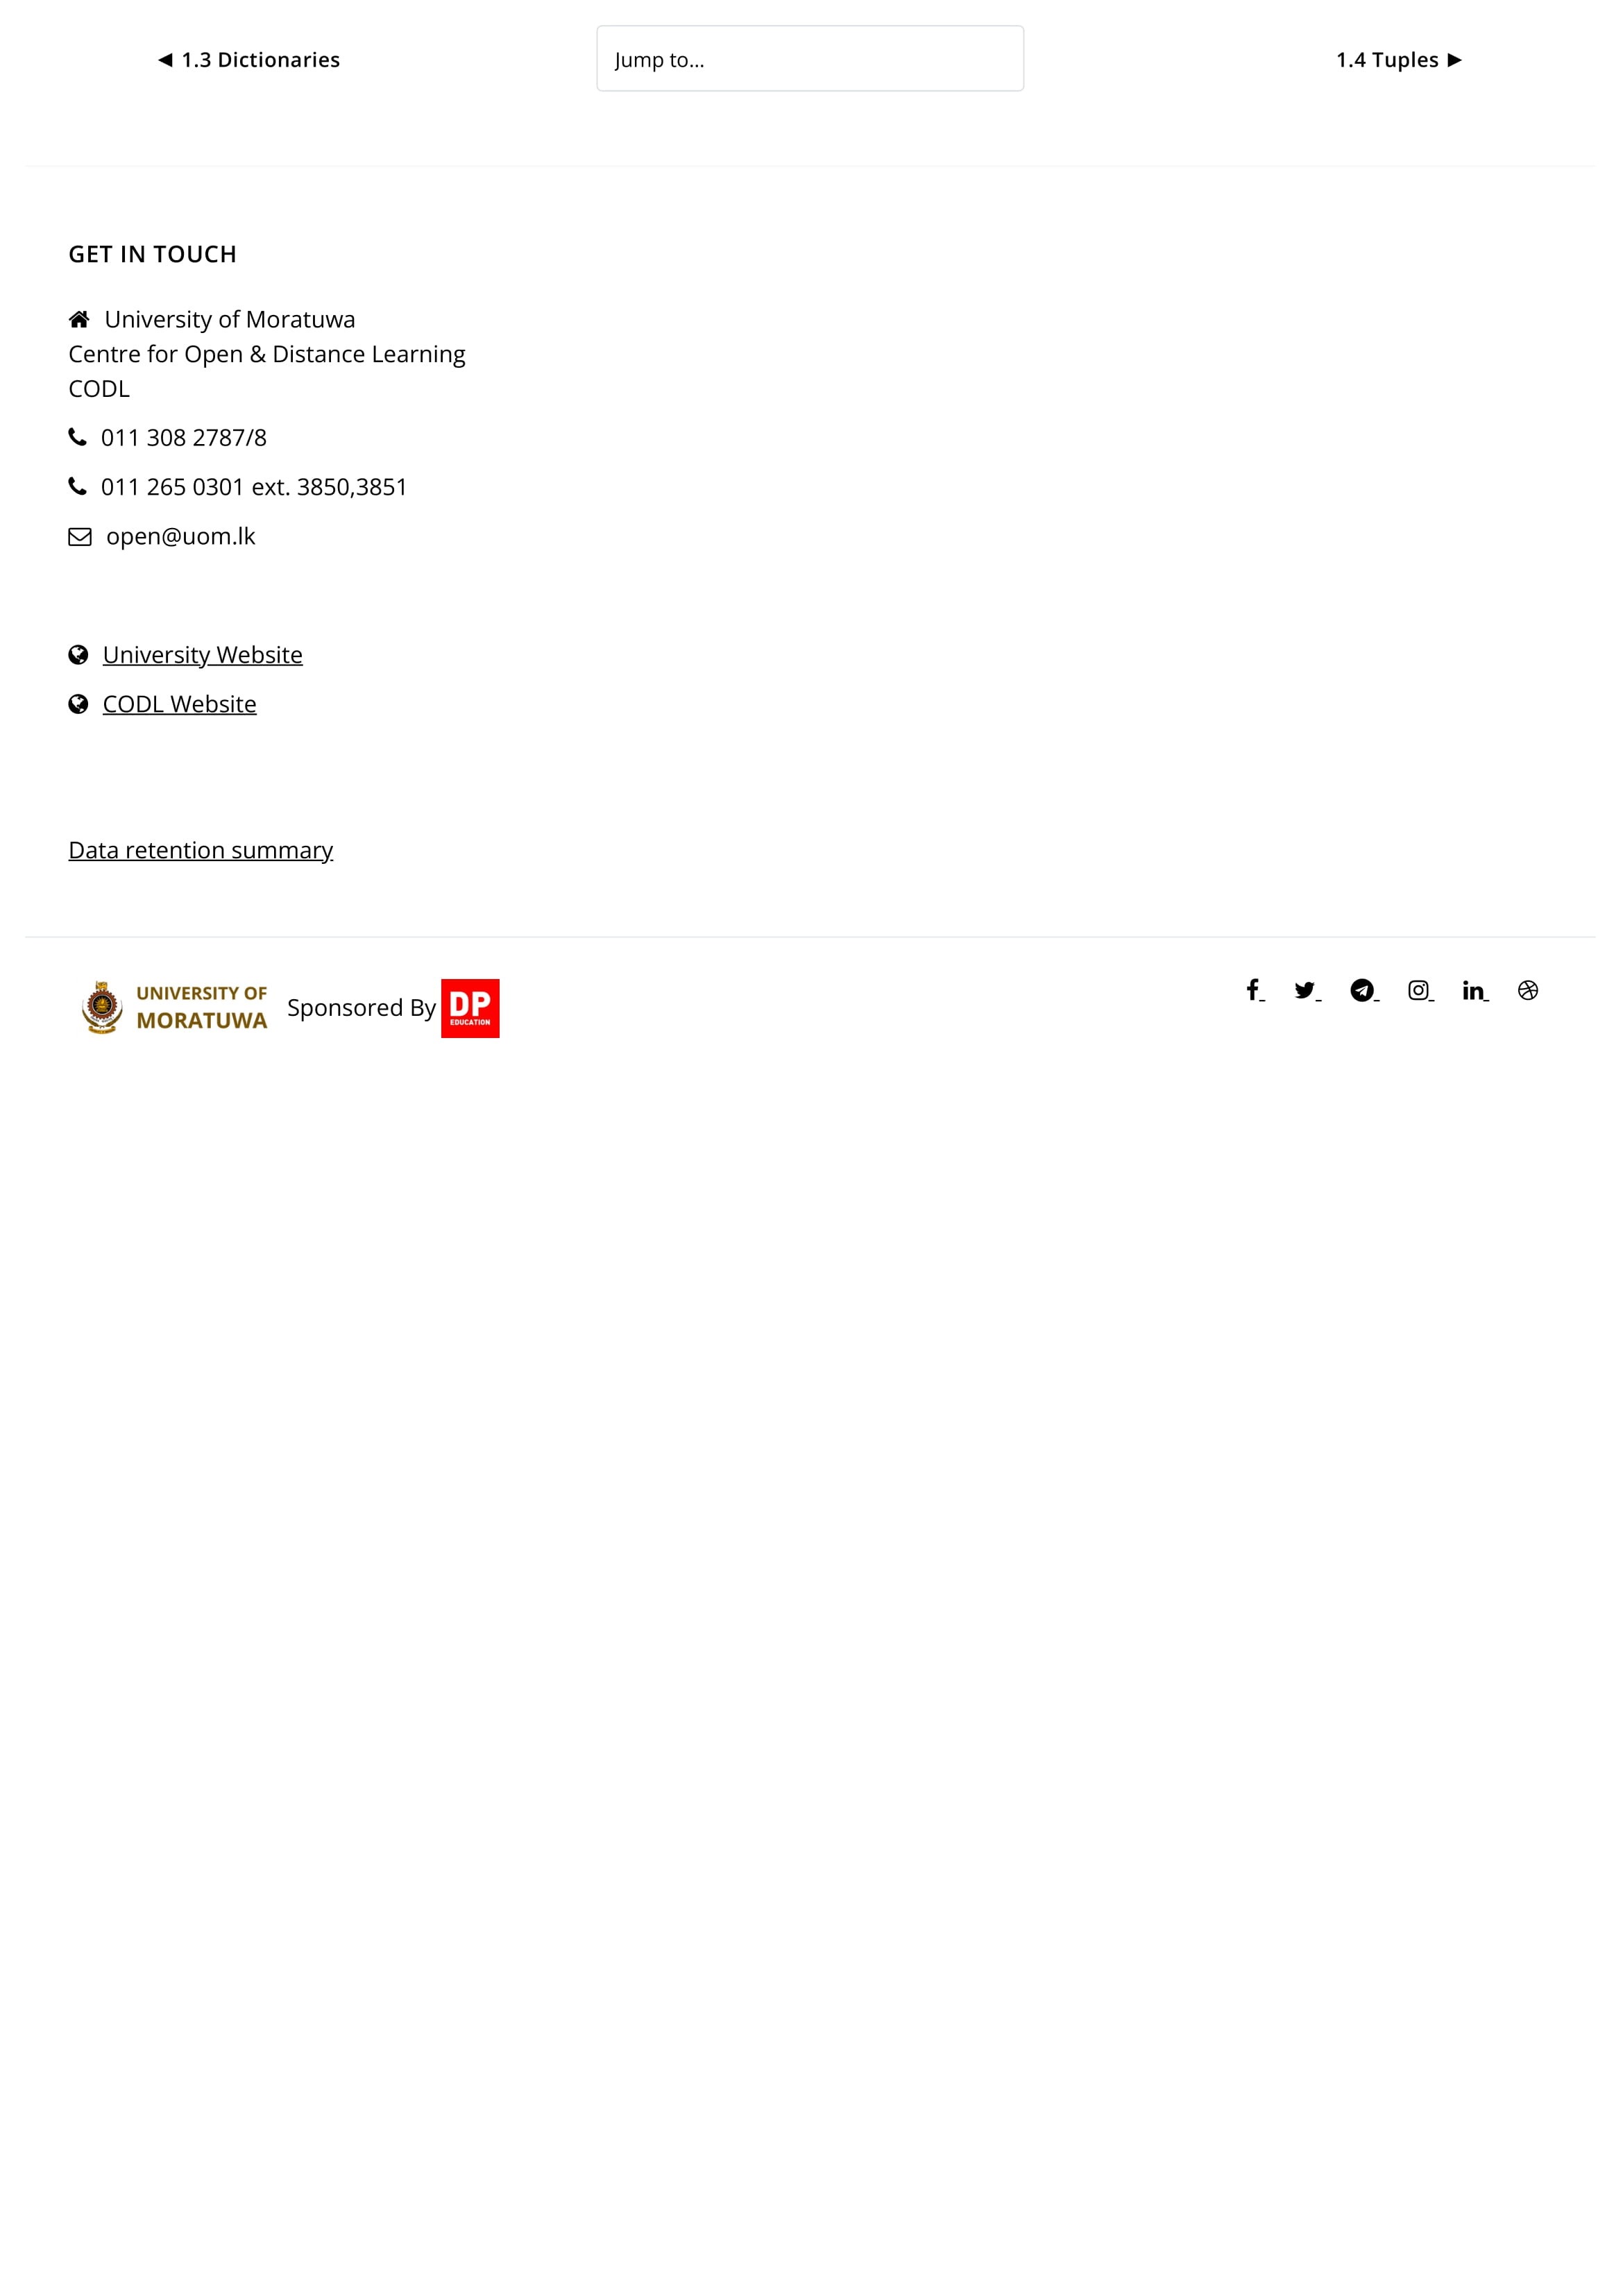 ◄ 1.3 Dictionaries
Jump to...
1.4 Tuples ►
GET IN TOUCH
University of Moratuwa
Centre for Open & Distance Learning
CODL
011 308 2787/8
011 265 0301 ext. 3850,3851
open@uom.lk
University Website
CODL Website
Data retention summary
UNIVERSITY OF
MORATUWA
Sponsored By
DP
EDUCATION